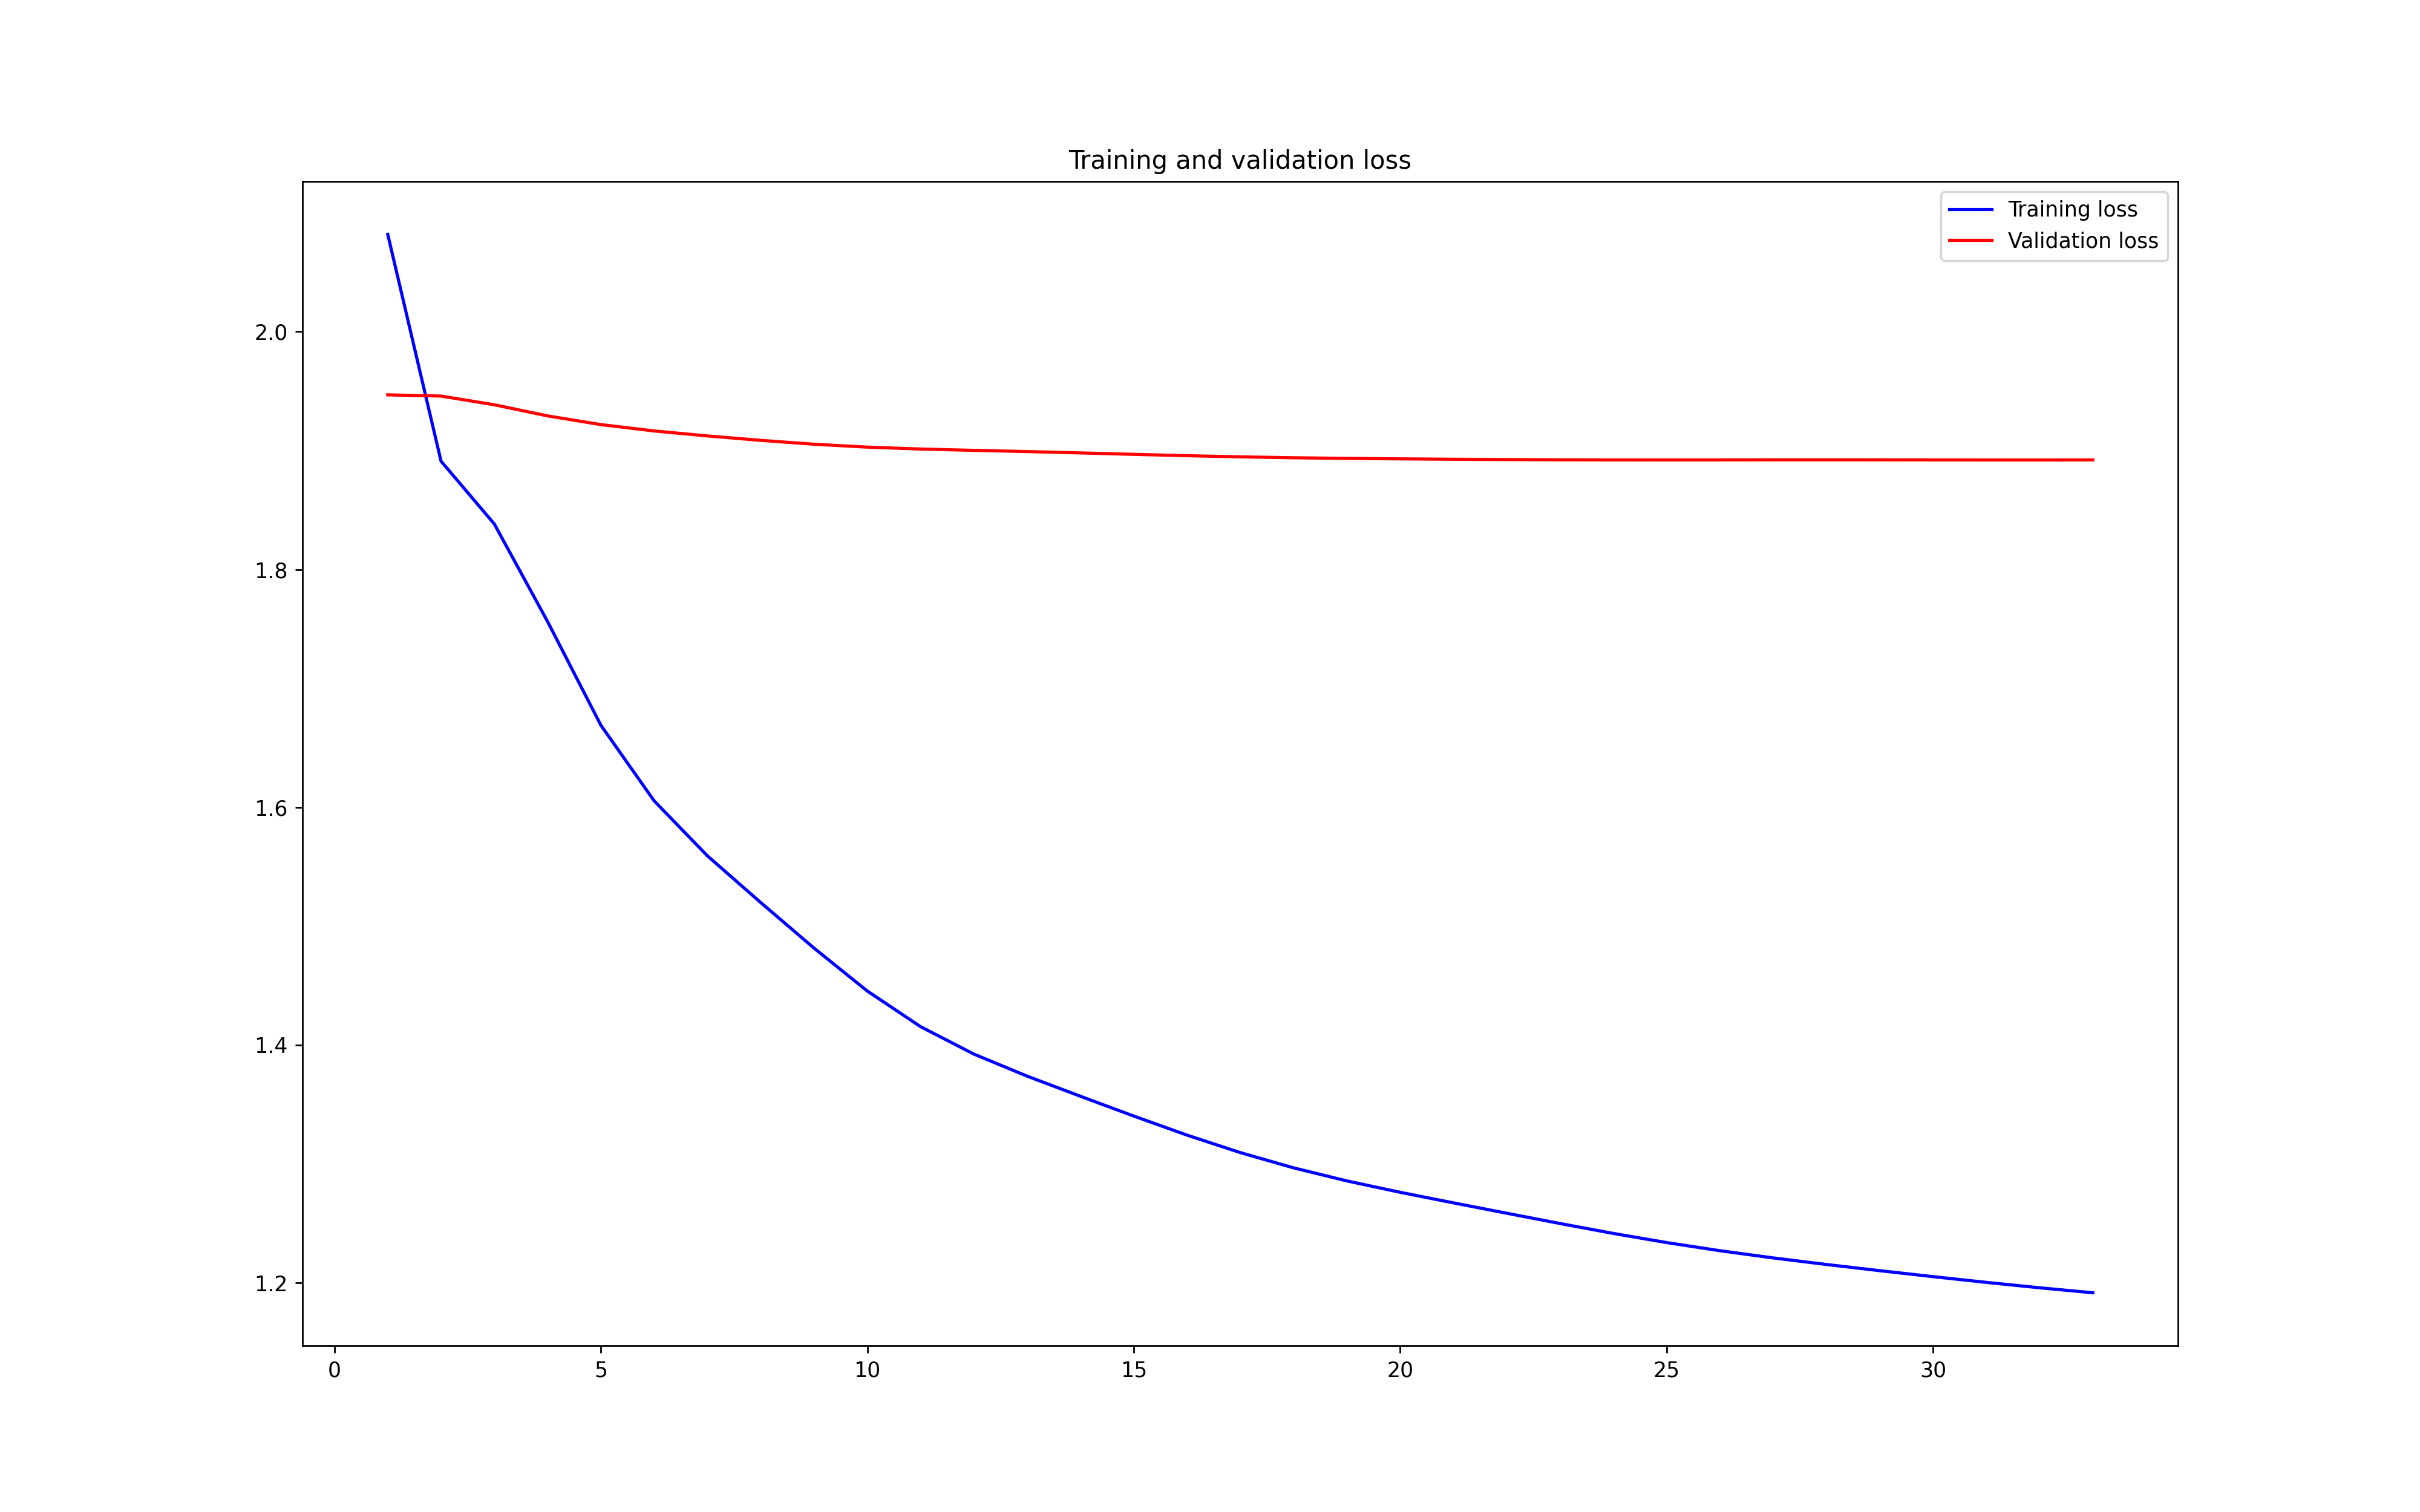 Training and validation loss
Training loss
Validation loss
2.0
1.8
1.6
1.4
1.2
0 5 10 15 20 25 30